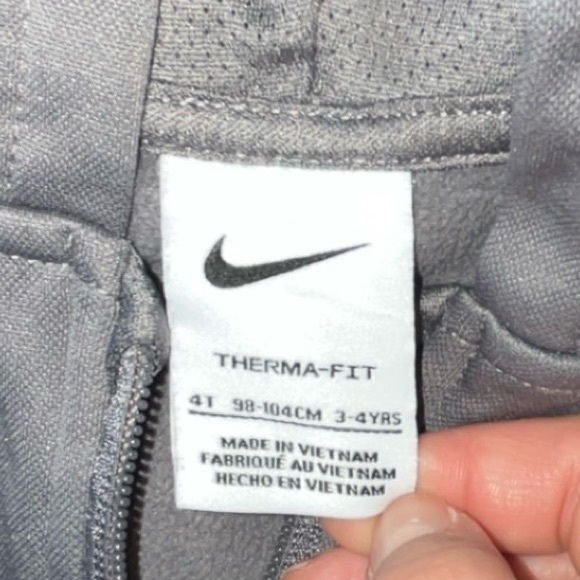 THERMA-FIT
4T 98-104CM 3-4YRS
MADE IN VIETNAM
FABRIQUÉ AU VIETNAM
HECHO EN VIETNAM